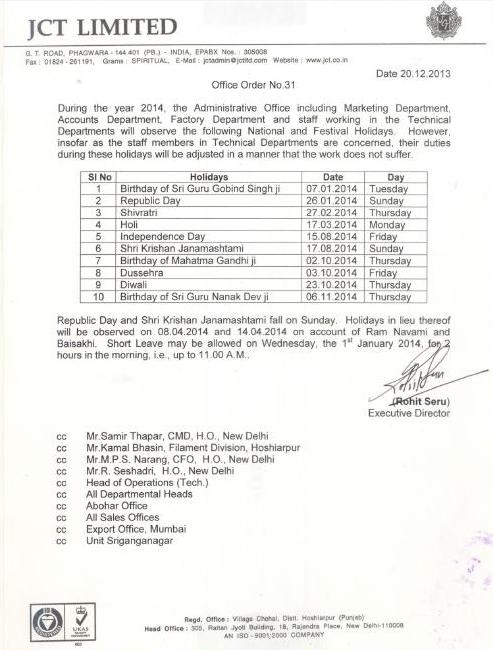 JCT LIMITED
G. T. ROAD, PHAGWARA - 144 401 (PB.) - INDIA, EPABX Nos. : 308008
Fax : 01824 - 261191, Grams : SPIRITUAL, E-Mail : jctadmin@jctltd.com Website : www.jct.co.in
Date 20.12.2013
Office Order No.31
During the year 2014, the Administrative Office including Marketing Department,
Accounts Department, Factory Department and staff working in the Technical
Departments will observe the following National and Festival Holidays. However,
insofar as the staff members in Technical Departments are concerned, their duties
during these holidays will be adjusted in a manner that the work does not suffer.
Sl No Holidays Date Day
1 Birthday of Sri Guru Gobind Singh ji 07.01.2014 Tuesday
2 Republic Day 26.01.2014 Sunday
3 Shivratri 27.02.2014 Thursday
4 Holi 17.03.2014 Monday
5 Independence Day 15.08.2014 Friday
6 Shri Krishan Janamashtami 17.08.2014 Sunday
7 Birthday of Mahatma Gandhi ji 02.10.2014 Thursday
8 Dussehra 03.10.2014 Friday
9 Diwali 23.10.2014 Thursday
10 Birthday of Sri Guru Nanak Dev ji 06.11.2014 Thursday
Republic Day and Shri Krishan Janamashtami fall on Sunday. Holidays in lieu thereof
will be observed on 08.04.2014 and 14.04.2014 on account of Ram Navami and
Baisakhi. Short Leave may be allowed on Wednesday, the 1st January 2014, for 2
hours in the morning, i.e., up to 11.00 A.M..
(Rohit Seru)
Executive Director
cc Mr.Samir Thapar, CMD, H.O., New Delhi
cc Mr.Kamal Bhasin, Filament Division, Hoshiarpur
cc Mr.M.P.S. Narang, CFO, H.O., New Delhi
cc Mr.R. Seshadri, H.O., New Delhi
cc Head of Operations (Tech.)
cc All Departmental Heads
cc Abohar Office
cc All Sales Offices
cc Export Office, Mumbai
cc Unit Sriganganagar
UKAS
Regd. Office : Village Chohal, Distt. Hoshiarpur (Punjab)
Head Office : 305, Rattan Jyoti Building, 18, Rajendra Place, New Delhi-110008
AN ISO - 9001:2000 COMPANY